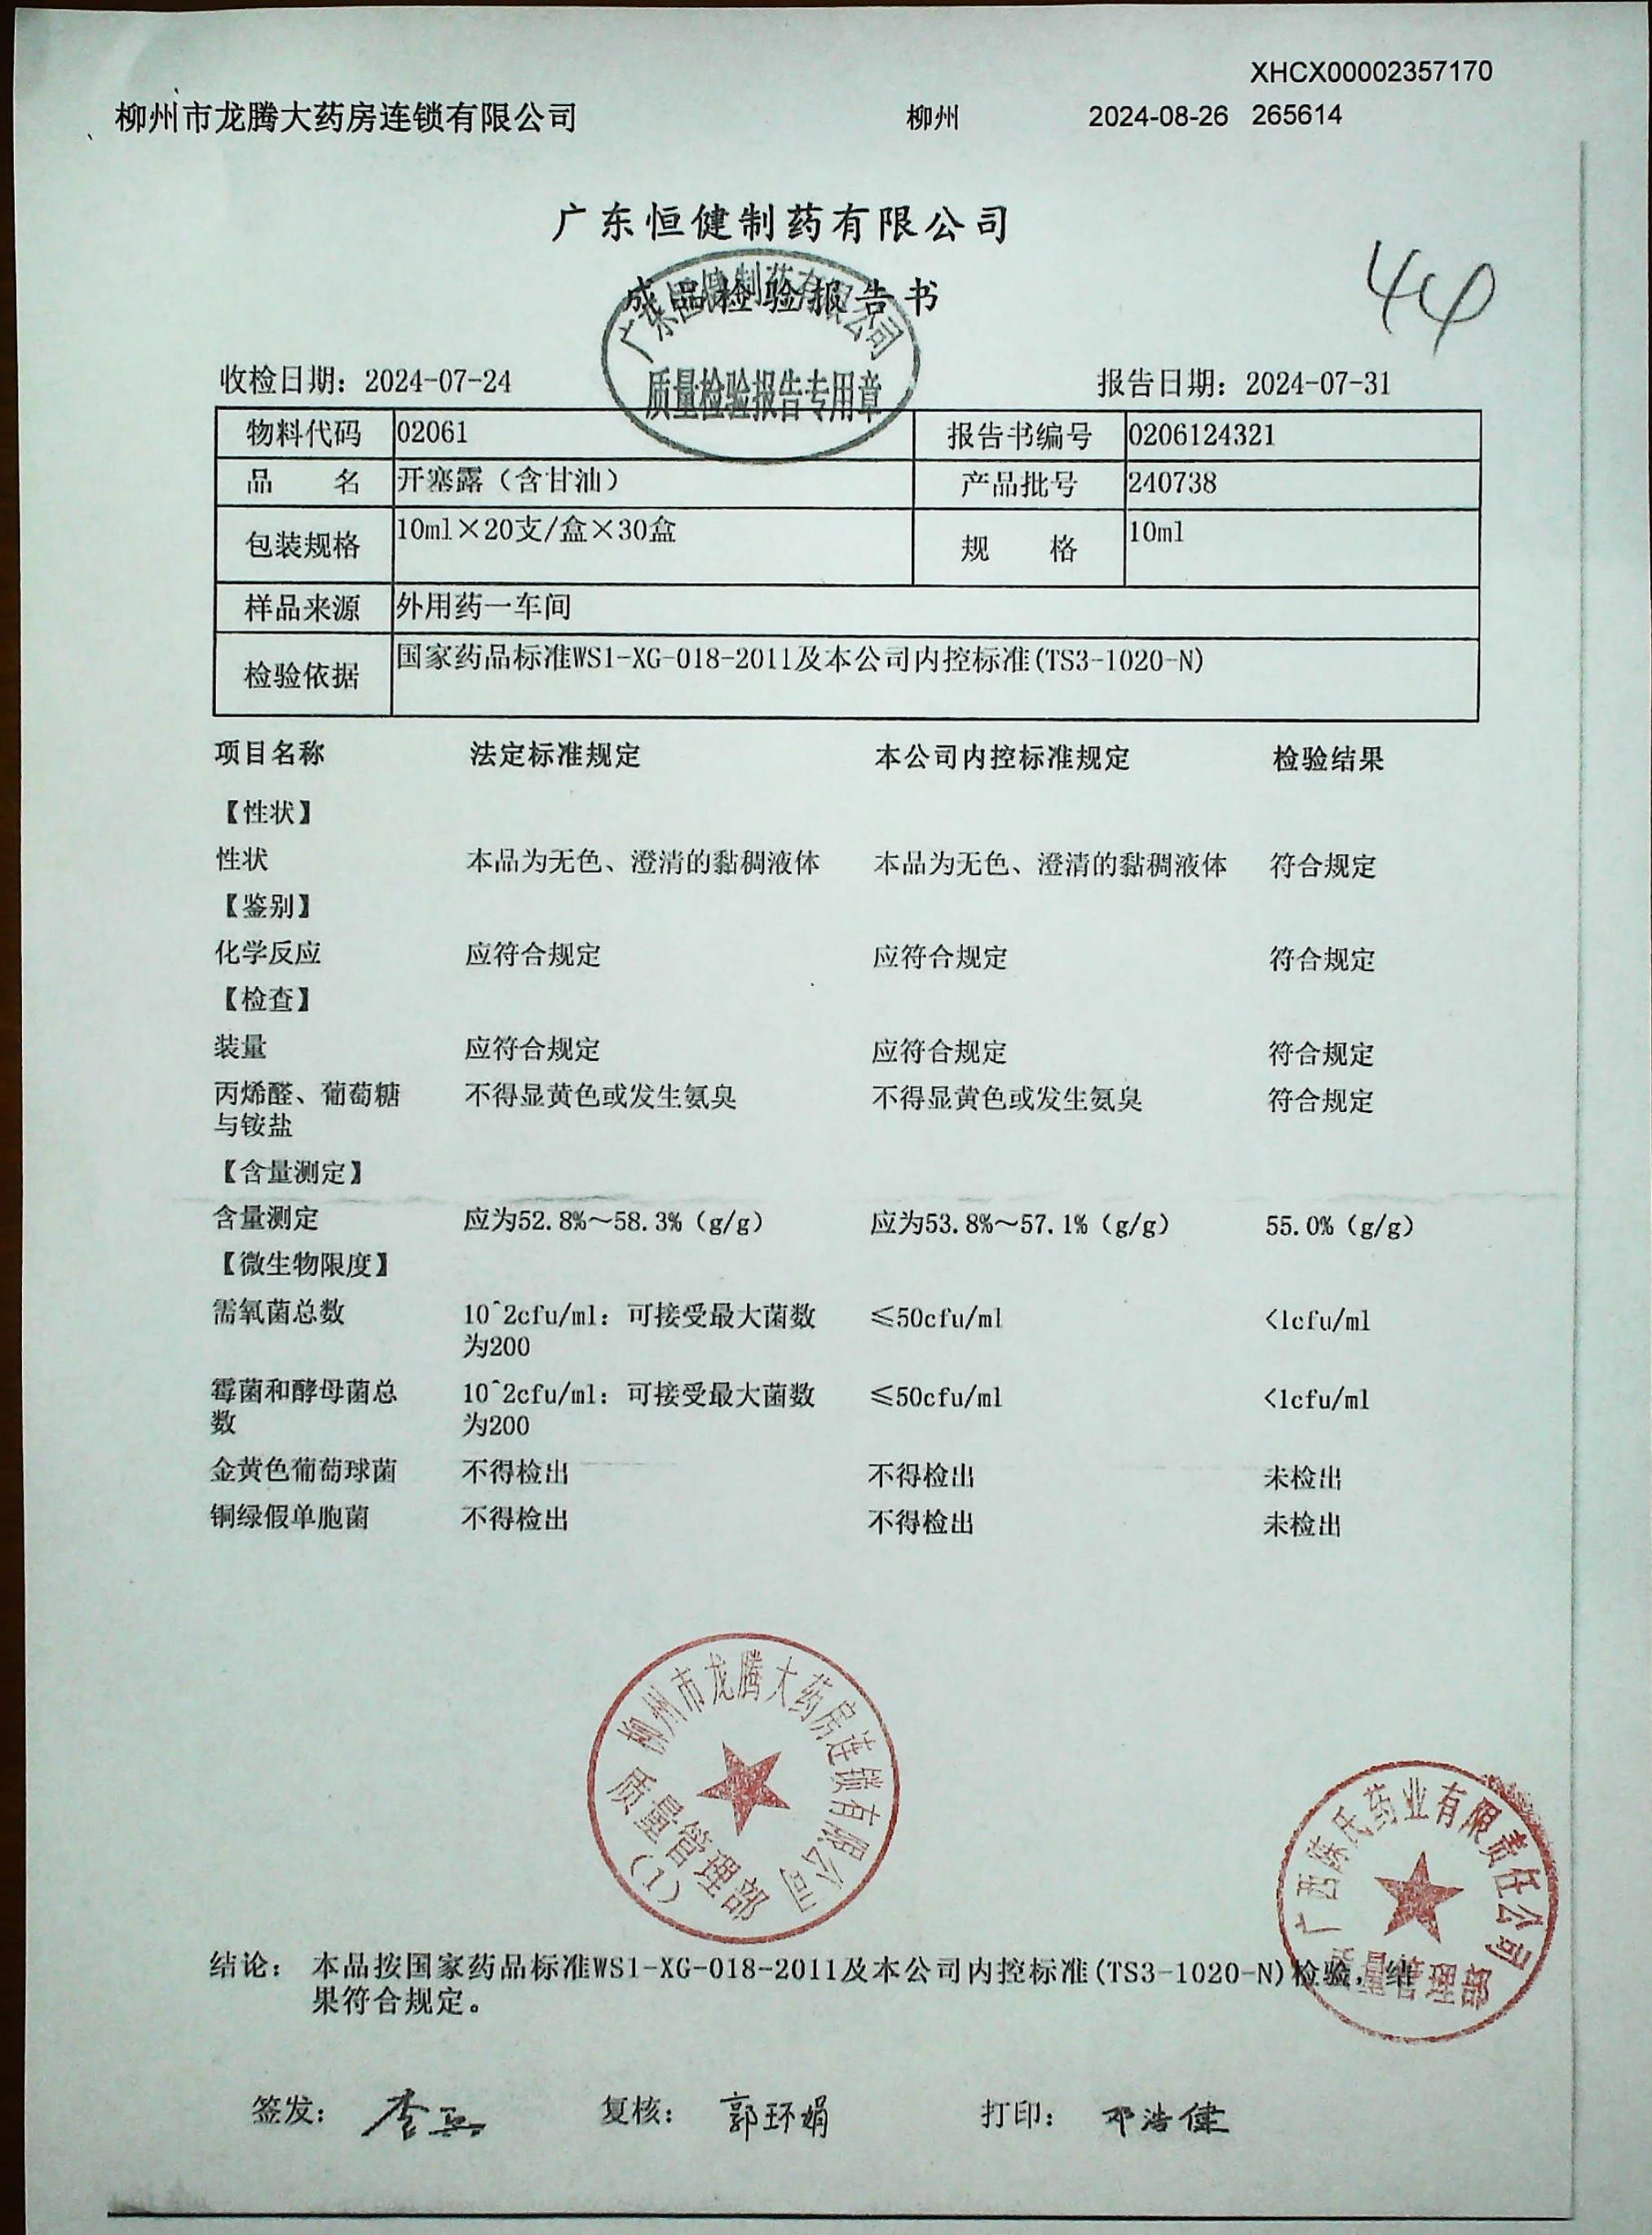 XHCX00002357170
柳州市龙腾大药房连锁有限公司 柳州 2024-08-26 265614
广东恒健制药有限公司
成品检验报告书
44
广东恒健制药有限公司
质量检验报告专用章
收检日期：2024-07-24 报告日期：2024-07-31
物料代码 02061 报告书编号 0206124321
品 名 开塞露（含甘油） 产品批号 240738
包装规格 10ml×20支/盒×30盒 规 格 10ml
样品来源 外用药一车间
检验依据 国家药品标准WS1-XG-018-2011及本公司内控标准(TS3-1020-N)
项目名称 法定标准规定 本公司内控标准规定 检验结果
【性状】
性状 本品为无色、澄清的黏稠液体 本品为无色、澄清的黏稠液体 符合规定
【鉴别】
化学反应 应符合规定 应符合规定 符合规定
【检查】
装量 应符合规定 应符合规定 符合规定
丙烯醛、葡萄糖 不得显黄色或发生氨臭 不得显黄色或发生氨臭 符合规定
与铵盐
【含量测定】
含量测定 应为52.8%～58.3%（g/g） 应为53.8%～57.1%（g/g） 55.0%（g/g）
【微生物限度】
需氧菌总数 10^2cfu/ml：可接受最大菌数 ≤50cfu/ml <1cfu/ml
为200
霉菌和酵母菌总 10^2cfu/ml：可接受最大菌数 ≤50cfu/ml <1cfu/ml
数 为200
金黄色葡萄球菌 不得检出 不得检出 未检出
铜绿假单胞菌 不得检出 不得检出 未检出
柳州市龙腾大药房连锁有限公司
质量管理部
(1)
广西陈氏药业有限责任公司
质量管理部
结论： 本品按国家药品标准WS1-XG-018-2011及本公司内控标准(TS3-1020-N)检验，结
果符合规定。
签发： 复核：郭环娟 打印：邓浩健